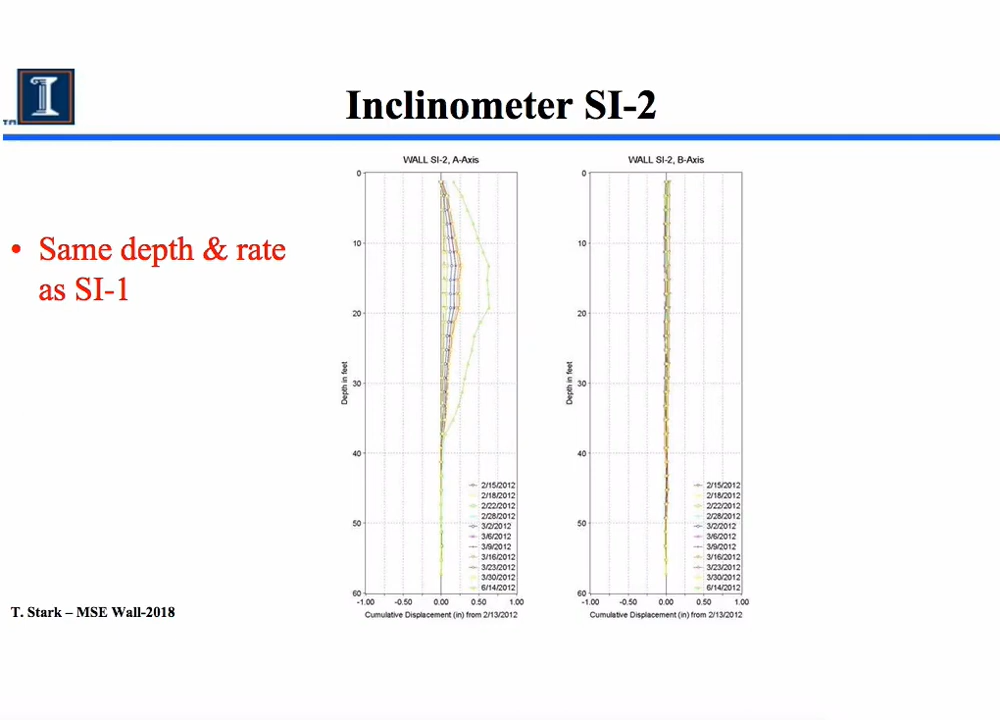 I
TM
Inclinometer SI-2
• Same depth & rate
as SI-1
WALL SI-2, A-Axis
0
10
20
30
40
50
60
Depth in feet
2/15/2012
2/18/2012
2/22/2012
2/28/2012
3/2/2012
3/6/2012
3/9/2012
3/16/2012
3/23/2012
3/30/2012
6/14/2012
-1.00 -0.50 0.00 0.50 1.00
Cumulative Displacement (in) from 2/13/2012
WALL SI-2, B-Axis
0
10
20
30
40
50
60
Depth in feet
2/15/2012
2/18/2012
2/22/2012
2/28/2012
3/2/2012
3/6/2012
3/9/2012
3/16/2012
3/23/2012
3/30/2012
6/14/2012
-1.00 -0.50 0.00 0.50 1.00
Cumulative Displacement (in) from 2/13/2012
T. Stark – MSE Wall-2018